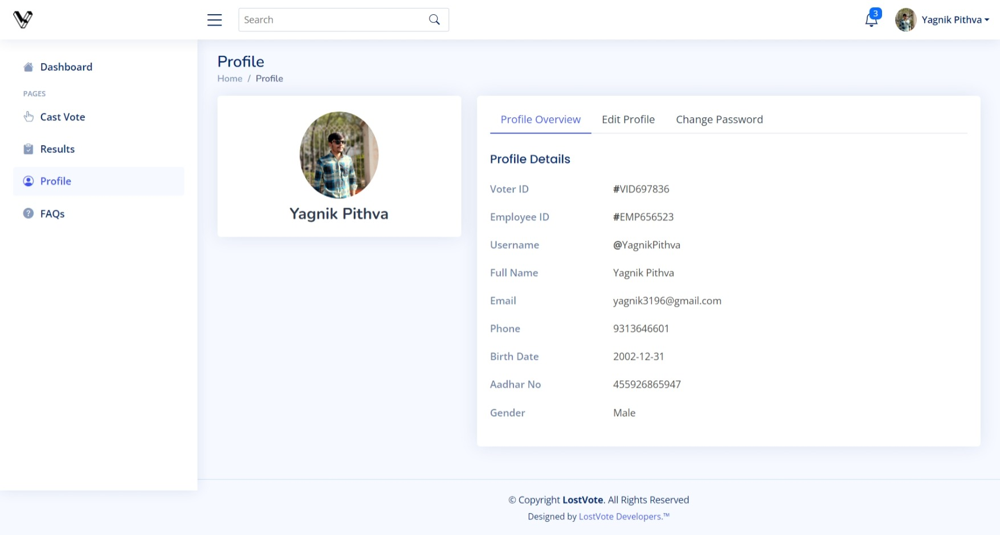 Search
3
Yagnik Pithva
Dashboard
PAGES
Cast Vote
Results
Profile
FAQs
Profile
Home / Profile
Yagnik Pithva
Profile Overview Edit Profile Change Password
Profile Details
Voter ID #VID697836
Employee ID #EMP656523
Username @YagnikPithva
Full Name Yagnik Pithva
Email yagnik3196@gmail.com
Phone 9313646601
Birth Date 2002-12-31
Aadhar No 455926865947
Gender Male
© Copyright LostVote. All Rights Reserved
Designed by LostVote Developers.™